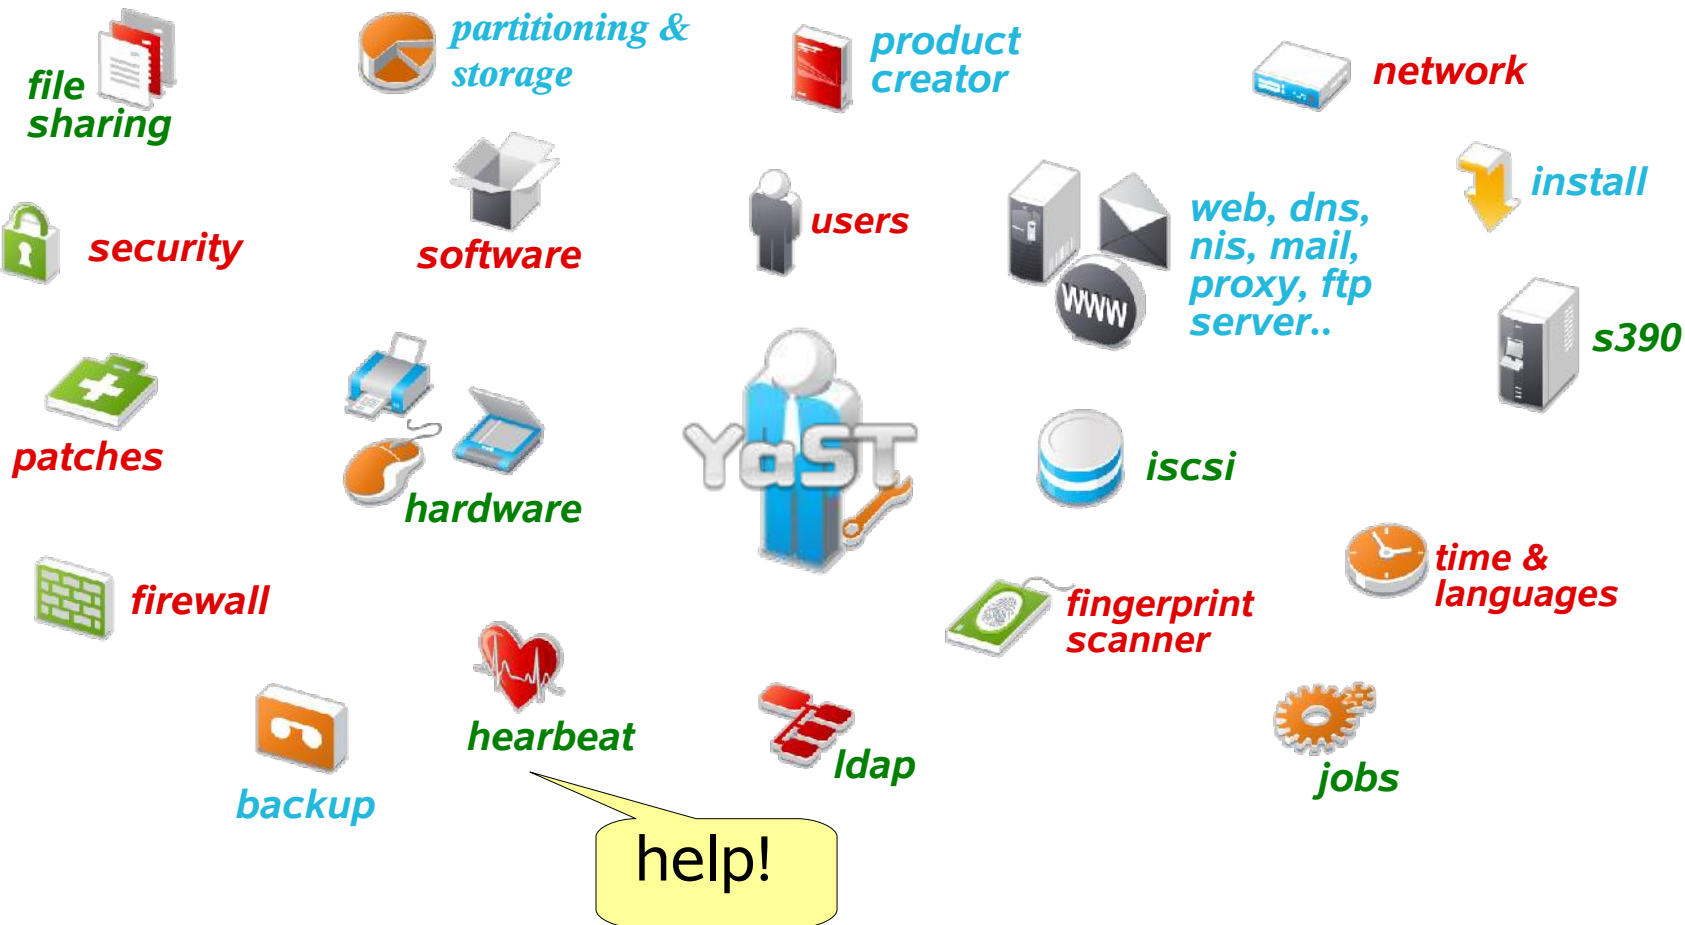 partitioning &
storage
product
creator
network
file
sharing
install
users
web, dns,
nis, mail,
proxy, ftp
server..
security
software
WWW
s390
patches
YaST
iscsi
hardware
time &
languages
firewall
fingerprint
scanner
hearbeat
ldap
jobs
backup
help!